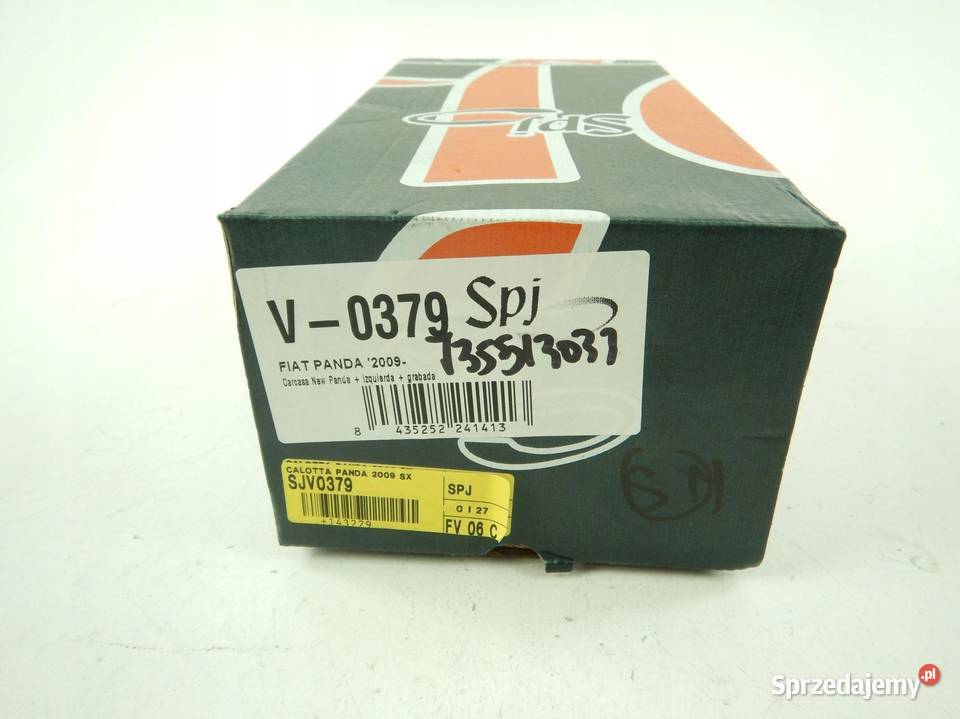 spj
V-0379 Spj
735513037
FIAT PANDA '2009-
Carcasa New Panda + Izquierda + grabada
8 435252 241413
CALOTTA PANDA 2009 SX
SJV0379
SPJ
0 I 27
+143229
FV 06 C
Sprzedajemy.pl